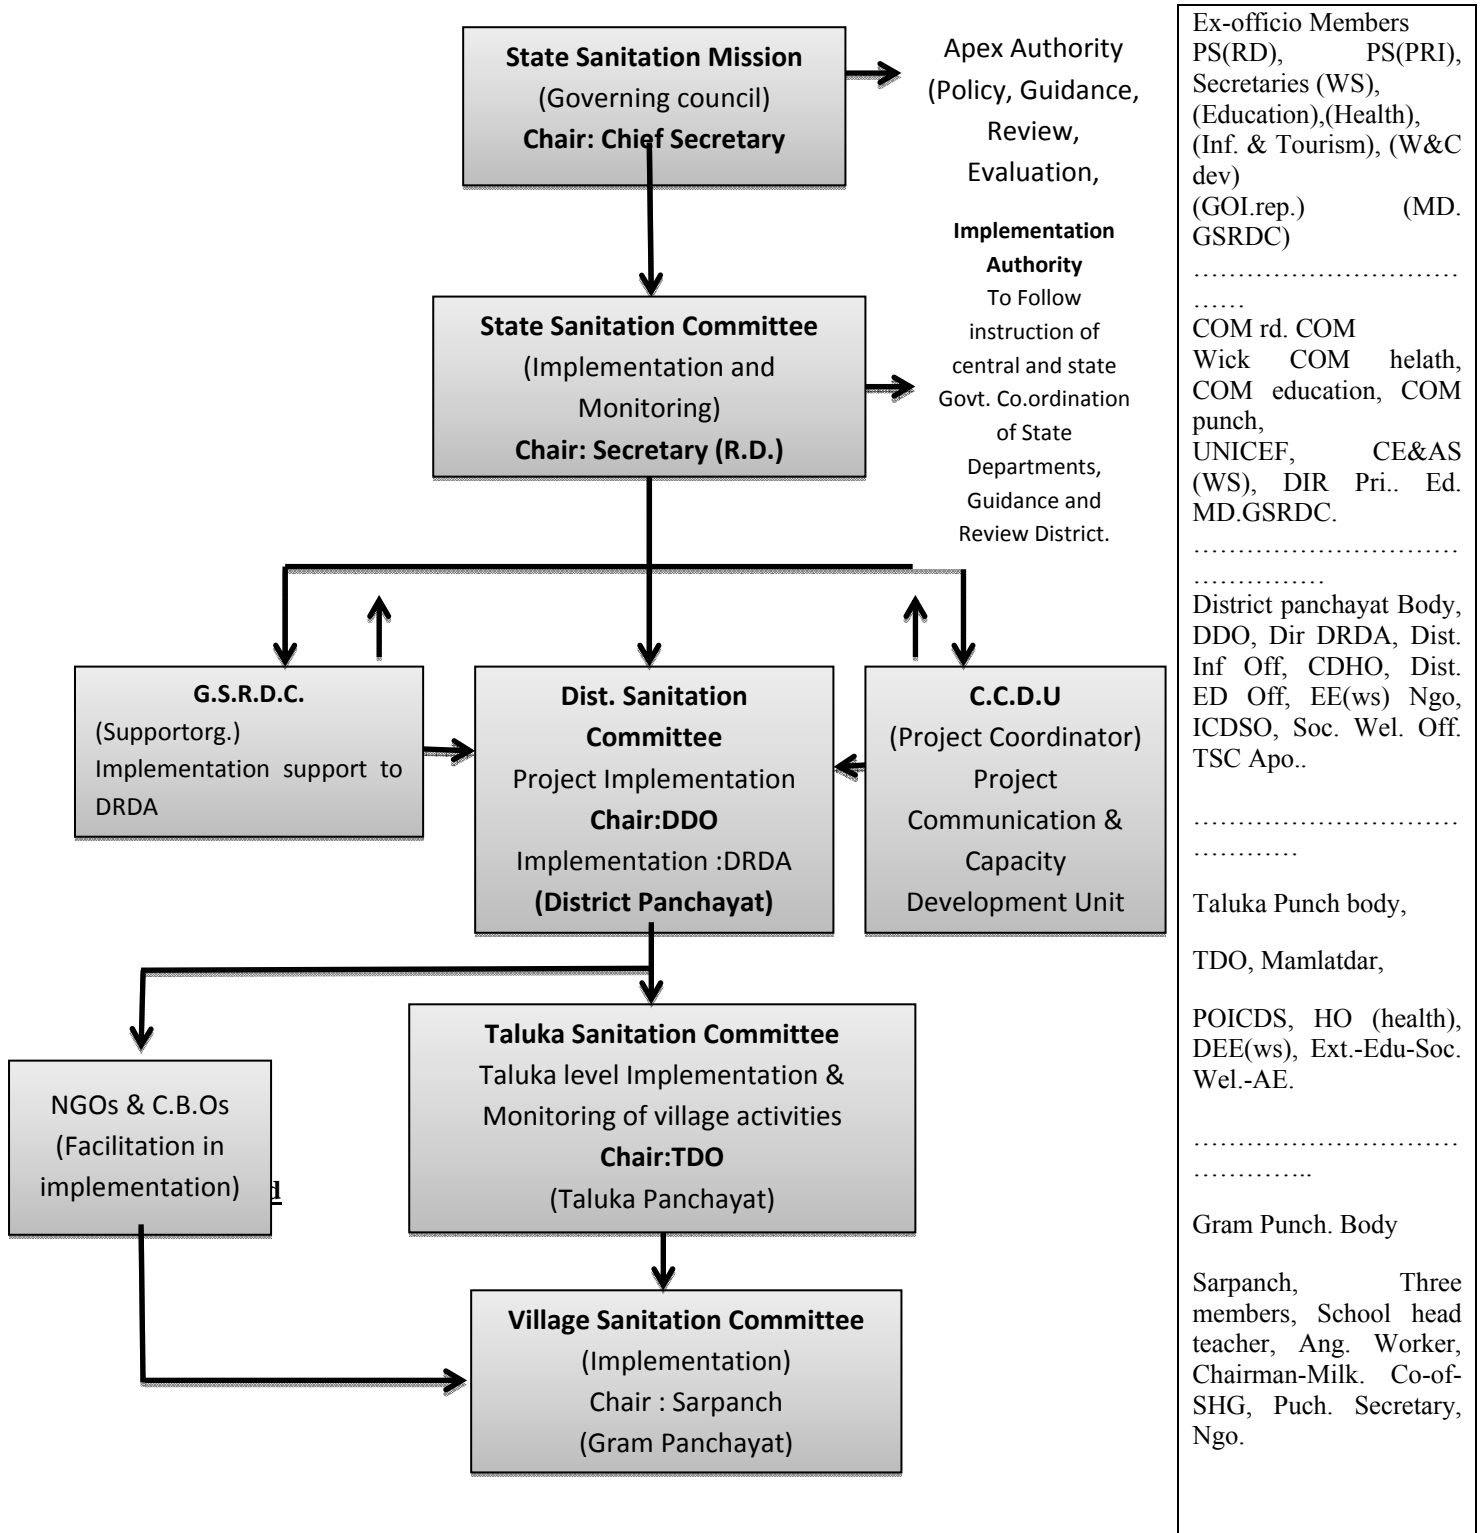 State Sanitation Mission
(Governing council)
Chair: Chief Secretary
Apex Authority
(Policy, Guidance,
Review,
Evaluation,
State Sanitation Committee
(Implementation and
Monitoring)
Chair: Secretary (R.D.)
Implementation
Authority
To Follow
instruction of
central and state
Govt. Co.ordination
of State
Departments,
Guidance and
Review District.
G.S.R.D.C.
(Supportorg.)
Implementation support to
DRDA
Dist. Sanitation
Committee
Project Implementation
Chair:DDO
Implementation :DRDA
(District Panchayat)
C.C.D.U
(Project Coordinator)
Project
Communication &
Capacity
Development Unit
NGOs & C.B.Os
(Facilitation in
implementation)
Taluka Sanitation Committee
Taluka level Implementation &
Monitoring of village activities
Chair:TDO
(Taluka Panchayat)
Village Sanitation Committee
(Implementation)
Chair : Sarpanch
(Gram Panchayat)
Ex-officio Members
PS(RD), PS(PRI),
Secretaries (WS),
(Education),(Health),
(Inf. & Tourism), (W&C
dev)
(GOI.rep.) (MD.
GSRDC)
…………………………
……
COM rd. COM
Wick COM helath,
COM education, COM
punch,
UNICEF, CE&AS
(WS), DIR Pri.. Ed.
MD.GSRDC.
…………………………
……………
District panchayat Body,
DDO, Dir DRDA, Dist.
Inf Off, CDHO, Dist.
ED Off, EE(ws) Ngo,
ICDSO, Soc. Wel. Off.
TSC Apo..
…………………………
…………
Taluka Punch body,
TDO, Mamlatdar,
POICDS, HO (health),
DEE(ws), Ext.-Edu-Soc.
Wel.-AE.
…………………………
…………..
Gram Punch. Body
Sarpanch, Three
members, School head
teacher, Ang. Worker,
Chairman-Milk. Co-of-
SHG, Puch. Secretary,
Ngo.